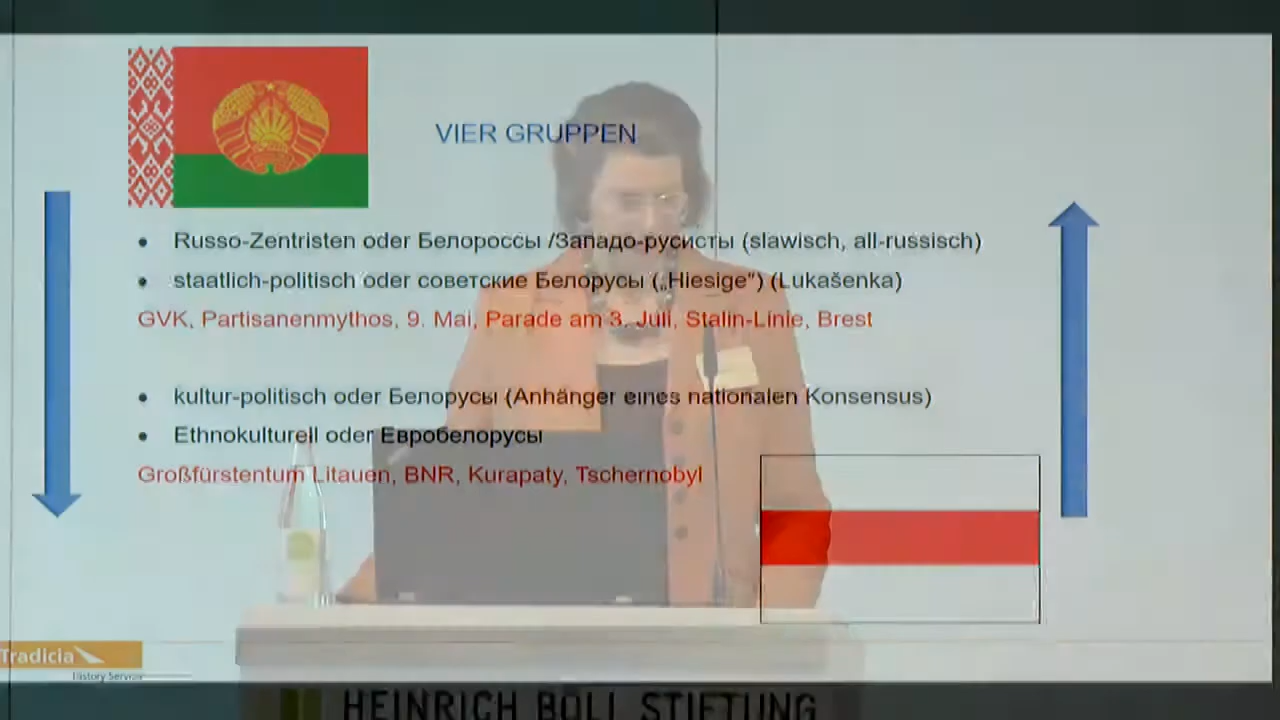 VIER GRUPPEN
• Russo-Zentristen oder Белороссы /Западо-русисты (slawisch, all-russisch)
• staatlich-politisch oder советские Белорусы („Hiesige") (Lukašenka)
GVK, Partisanenmythos, 9. Mai, Parade am 3. Juli, Stalin-Linie, Brest
• kultur-politisch oder Белорусы (Anhänger eines nationalen Konsensus)
• Ethnokulturell oder Евробелорусы
Großfürstentum Litauen, BNR, Kurapaty, Tschernobyl
Tradicia
History Service
HEINRICH BÖLL STIFTUNG